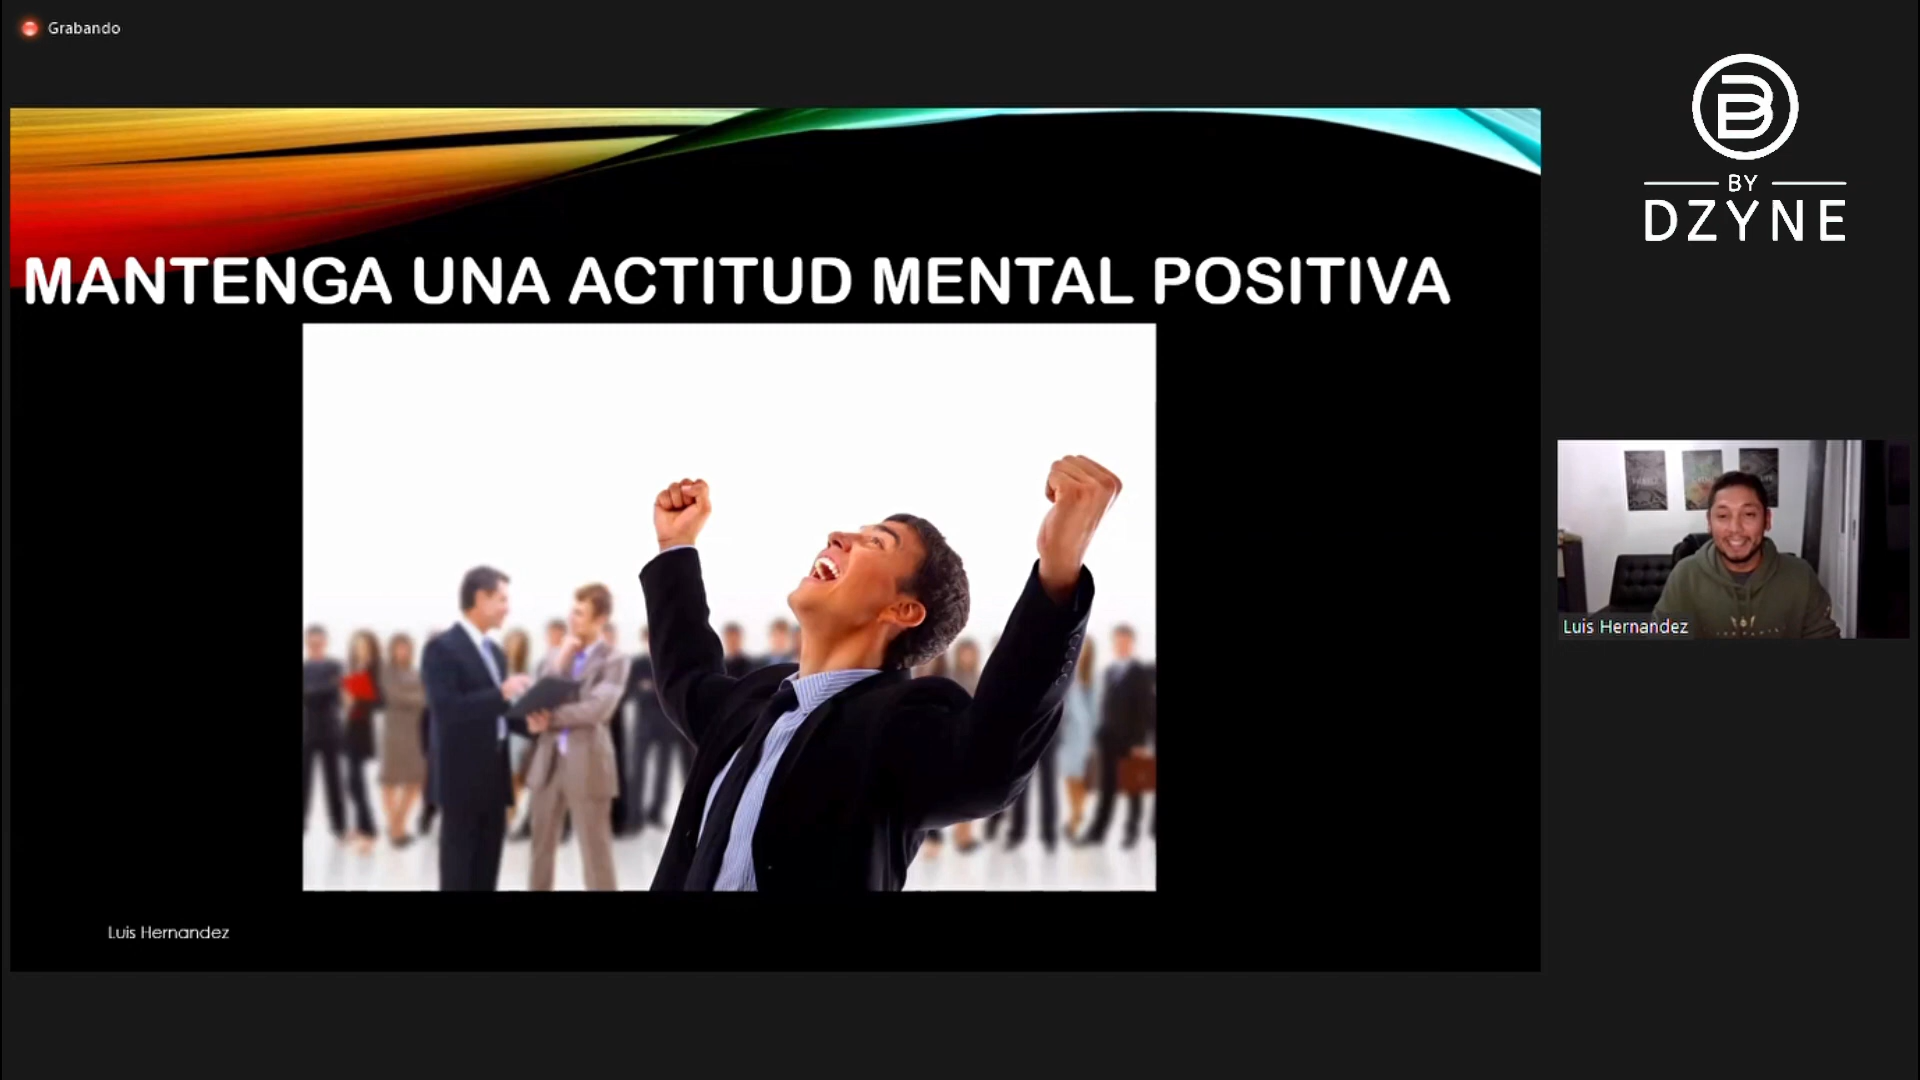 Grabando
B
BY
DZYNE
MANTENGA UNA ACTITUD MENTAL POSITIVA
Luis Hernandez
Luis Hernandez